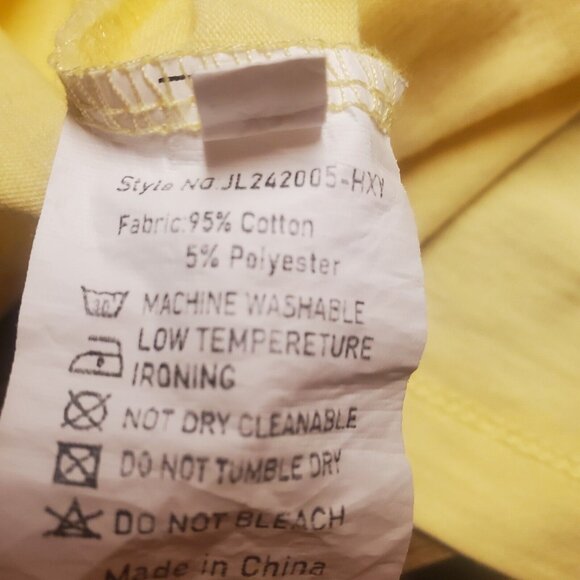 Style NO.JL242005-HXY
Fabric:95% Cotton
5% Polyester
30° MACHINE WASHABLE
LOW TEMPERETURE
IRONING
NOT DRY CLEANABLE
DO NOT TUMBLE DRY
DO NOT BLEACH
Made in China